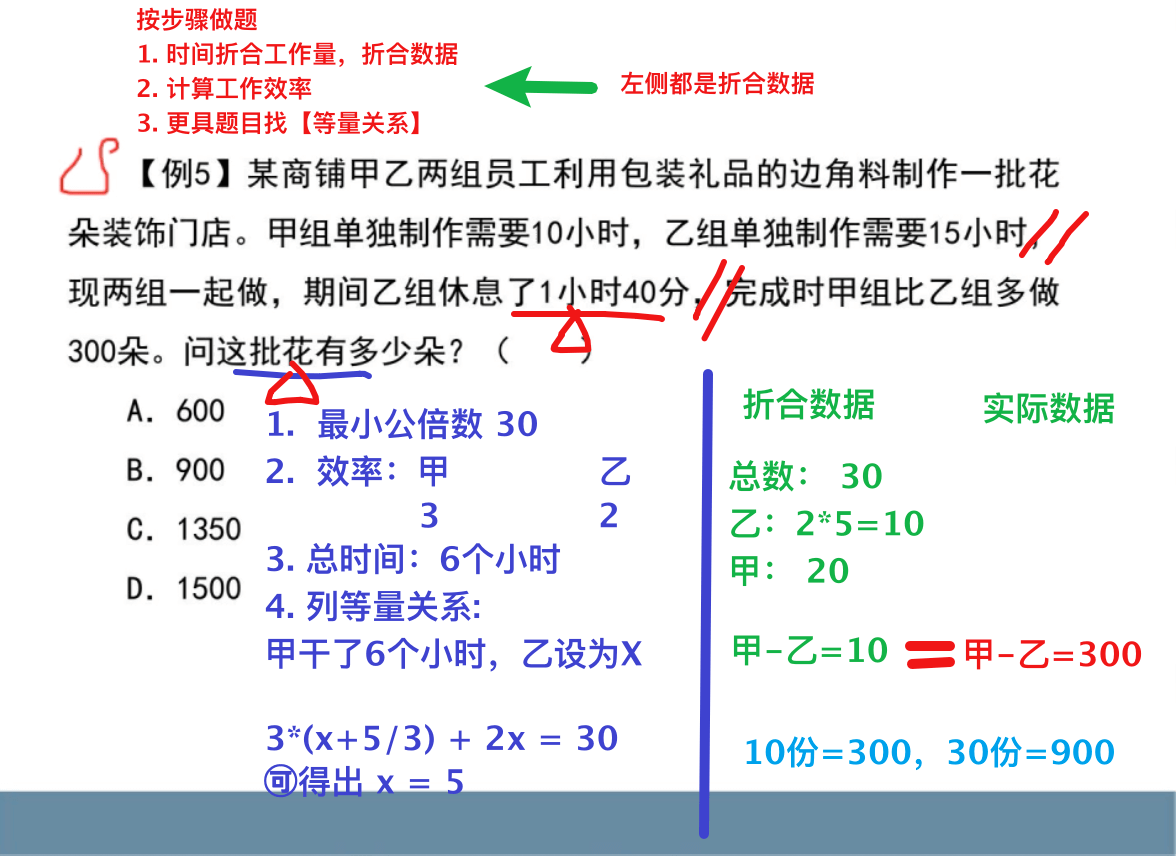 按步骤做题
1. 时间折合工作量，折合数据
2. 计算工作效率
3. 更具题目找【等量关系】
左侧都是折合数据
【例5】某商铺甲乙两组员工利用包装礼品的边角料制作一批花
朵装饰门店。甲组单独制作需要10小时，乙组单独制作需要15小时，
现两组一起做，期间乙组休息了1小时40分，完成时甲组比乙组多做
300朵。问这批花有多少朵？（ ）
A. 600
B. 900
C. 1350
D. 1500
1. 最小公倍数 30
2. 效率：甲 乙
3 2
3. 总时间：6个小时
4. 列等量关系:
甲干了6个小时，乙设为X
3*(x+5/3) + 2x = 30
🉑得出 x = 5
折合数据 实际数据
总数： 30
乙：2*5=10
甲： 20
甲-乙=10 = 甲-乙=300
10份=300，30份=900